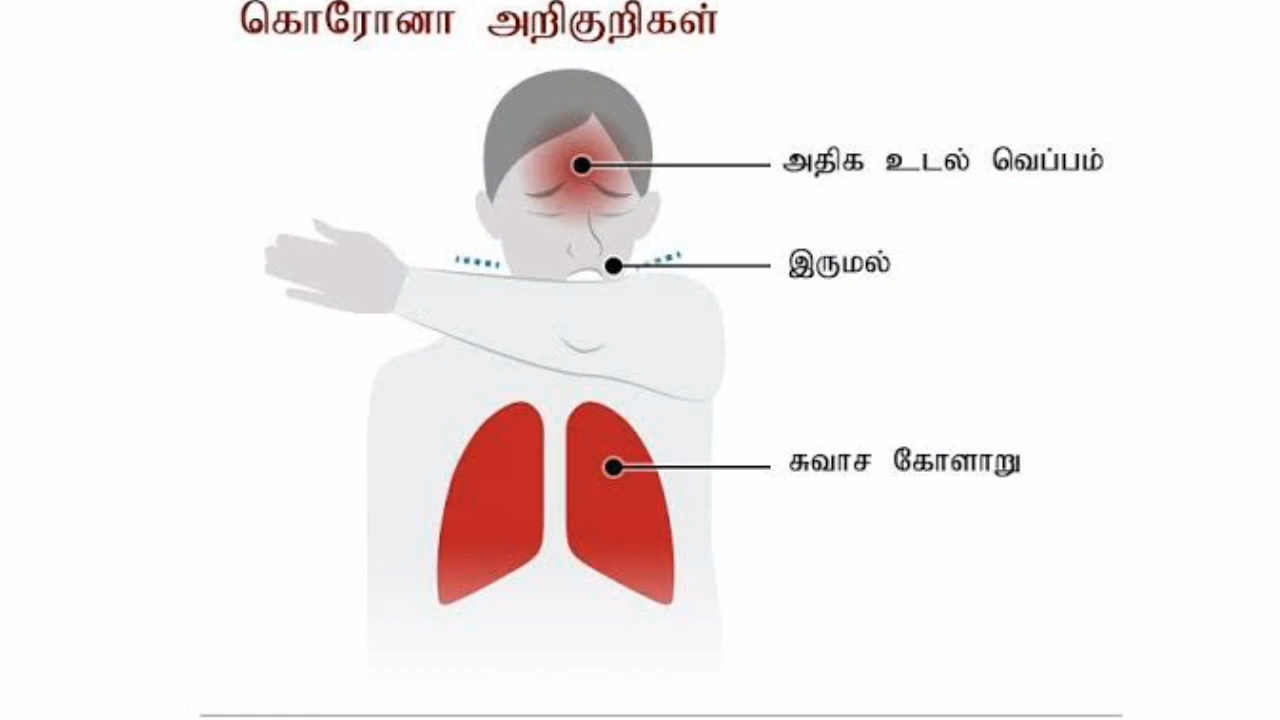 கொரோனா அறிகுறிகள்
அதிக உடல் வெப்பம்
இருமல்
சுவாச கோளாறு